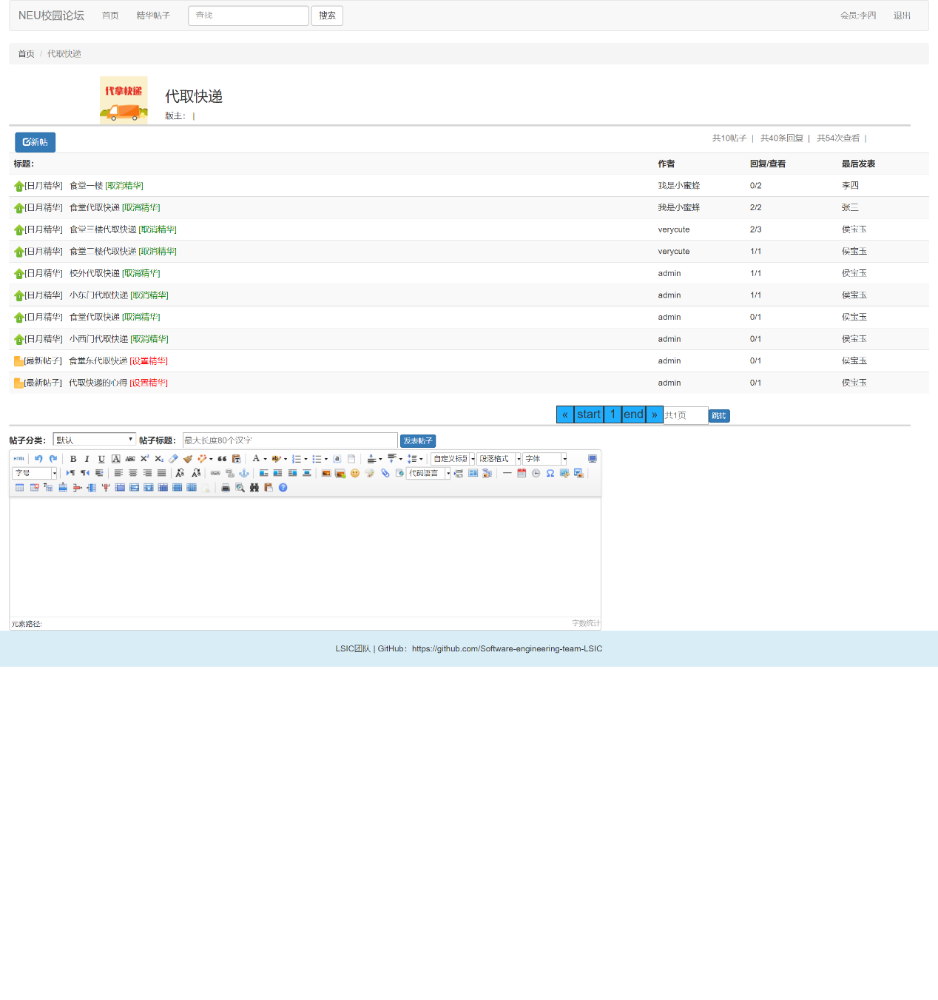 NEU校园论坛 首页 精华帖子 查找 搜索 会员:李四 退出
首页 / 代取快递
代拿快递
代取快递
版主： |
新帖 共10帖子 | 共40条回复 | 共54次查看 |
标题: 作者 回复/查看 最后发表
[日月精华] 食堂一楼 [取消精华] 我是小蜜蜂 0/2 李四
[日月精华] 食堂代取快递 [取消精华] 我是小蜜蜂 2/2 张三
[日月精华] 食堂三楼代取快递 [取消精华] verycute 2/3 侯宝玉
[日月精华] 食堂二楼代取快递 [取消精华] verycute 1/1 侯宝玉
[日月精华] 校外代取快递 [取消精华] admin 1/1 侯宝玉
[日月精华] 小东门代取快递 [取消精华] admin 1/1 侯宝玉
[日月精华] 食堂代取快递 [取消精华] admin 0/1 侯宝玉
[日月精华] 小西门代取快递 [取消精华] admin 0/1 侯宝玉
[最新帖子] 食堂东代取快递 [设置精华] admin 0/1 侯宝玉
[最新帖子] 代取快递的心得 [设置精华] admin 0/1 侯宝玉
« start 1 end » 共1页 跳转
帖子分类: 默认 帖子标题: 最大长度80个汉字 发表帖子
HTML B I U A ABC X² X₂ A ab a 自定义标题 段落格式 字体
字号 代码语言
元素路径: 字数统计
LSIC团队 | GitHub：https://github.com/Software-engineering-team-LSIC